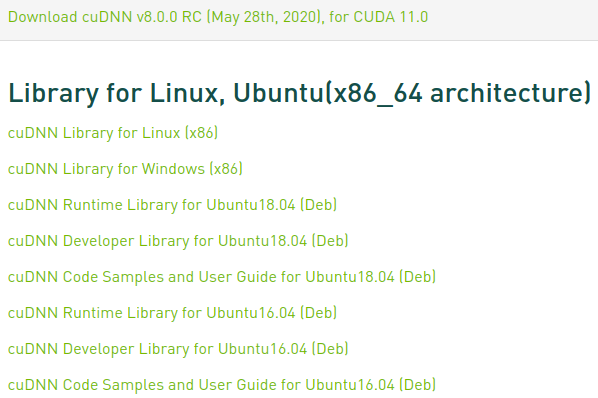 Download cuDNN v8.0.0 RC (May 28th, 2020), for CUDA 11.0
Library for Linux, Ubuntu(x86_64 architecture)
cuDNN Library for Linux (x86)
cuDNN Library for Windows (x86)
cuDNN Runtime Library for Ubuntu18.04 (Deb)
cuDNN Developer Library for Ubuntu18.04 (Deb)
cuDNN Code Samples and User Guide for Ubuntu18.04 (Deb)
cuDNN Runtime Library for Ubuntu16.04 (Deb)
cuDNN Developer Library for Ubuntu16.04 (Deb)
cuDNN Code Samples and User Guide for Ubuntu16.04 (Deb)